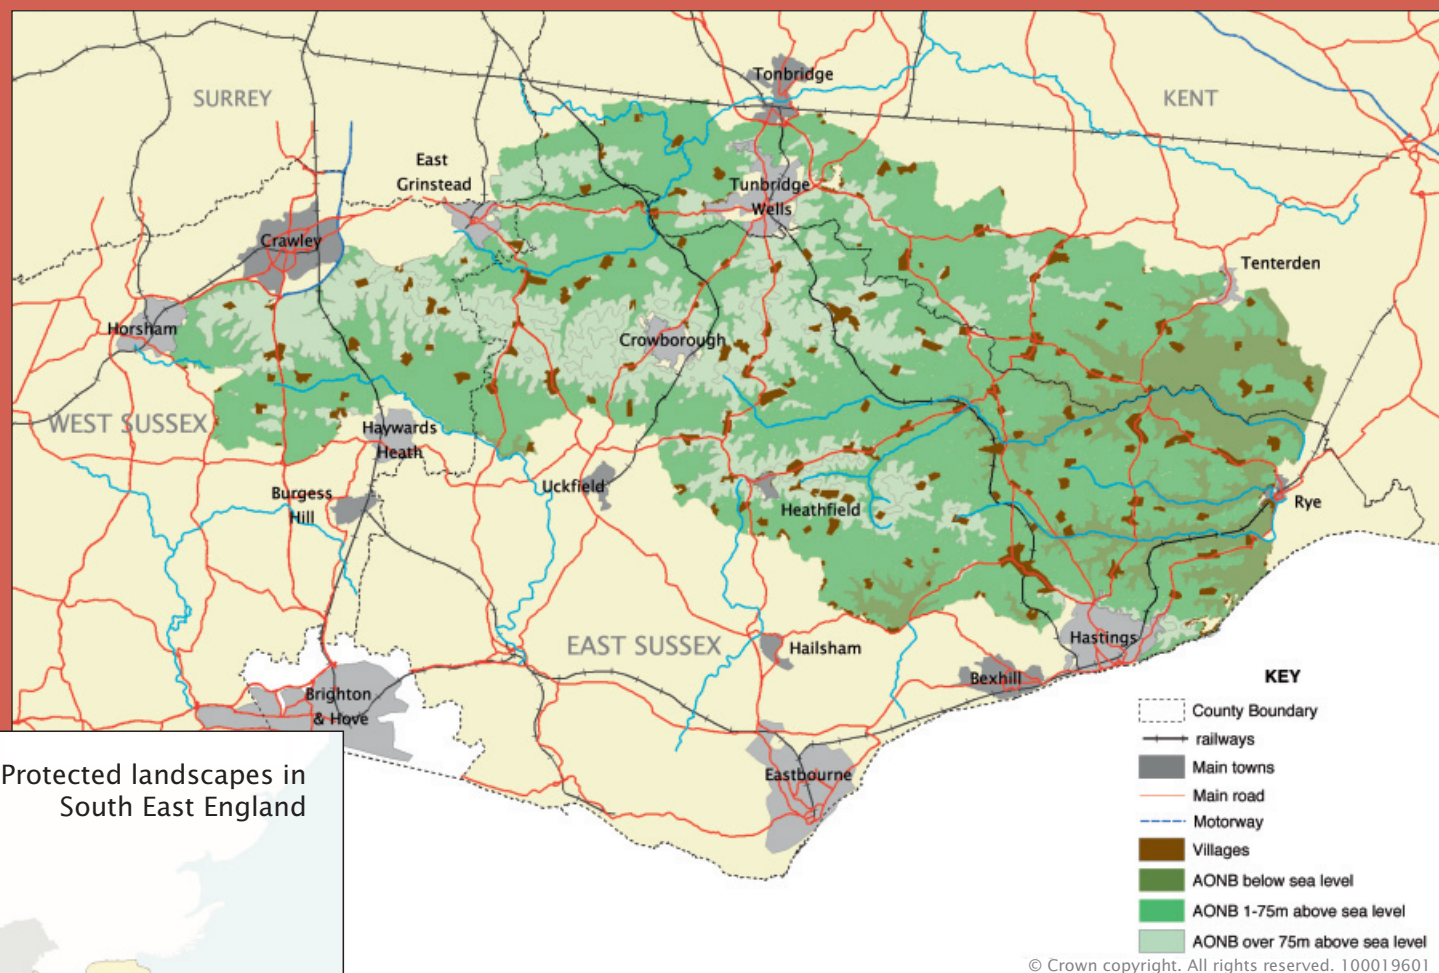 Tonbridge
SURREY
KENT
East
Grinstead
Tunbridge
Wells
Crawley
Tenterden
Horsham
Crowborough
WEST SUSSEX
Haywards
Heath
Burgess
Hill
Uckfield
Heathfield
Rye
EAST SUSSEX
Hailsham
Hastings
Bexhill
Brighton
& Hove
Eastbourne
KEY
County Boundary
railways
Main towns
Main road
Motorway
Villages
AONB below sea level
AONB 1-75m above sea level
AONB over 75m above sea level
Protected landscapes in
South East England
© Crown copyright. All rights reserved. 100019601